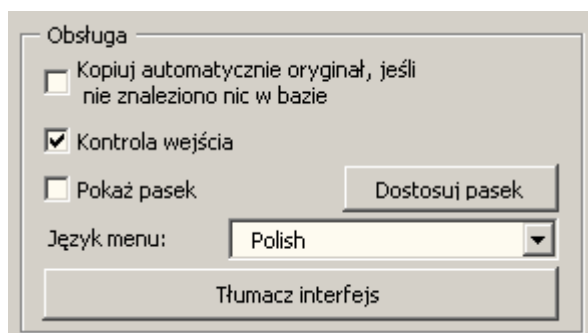 Obsługa
Kopiuj automatycznie oryginał, jeśli
nie znaleziono nic w bazie
Kontrola wejścia
Pokaż pasek
Dostosuj pasek
Język menu:
Polish
Tłumacz interfejs